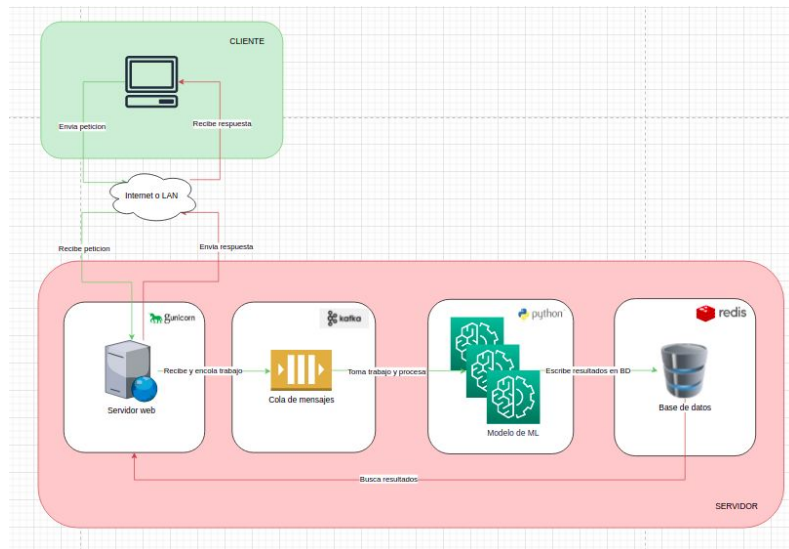 CLIENTE
Envia peticion
Recibe respuesta
Internet o LAN
Recibe peticion
Envia respuesta
gunicorn
kafka
python
redis
Recibe y encola trabajo
Toma trabajo y procesa
Escribe resultados en BD
Servidor web
Cola de mensajes
Modelo de ML
Base de datos
Busca resultados
SERVIDOR